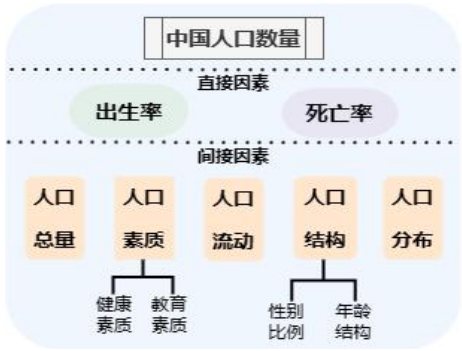 中国人口数量
直接因素
出生率 死亡率
间接因素
人口 人口 人口 人口 人口
总量 素质 流动 结构 分布
健康 教育 性别 年龄
素质 素质 比例 结构